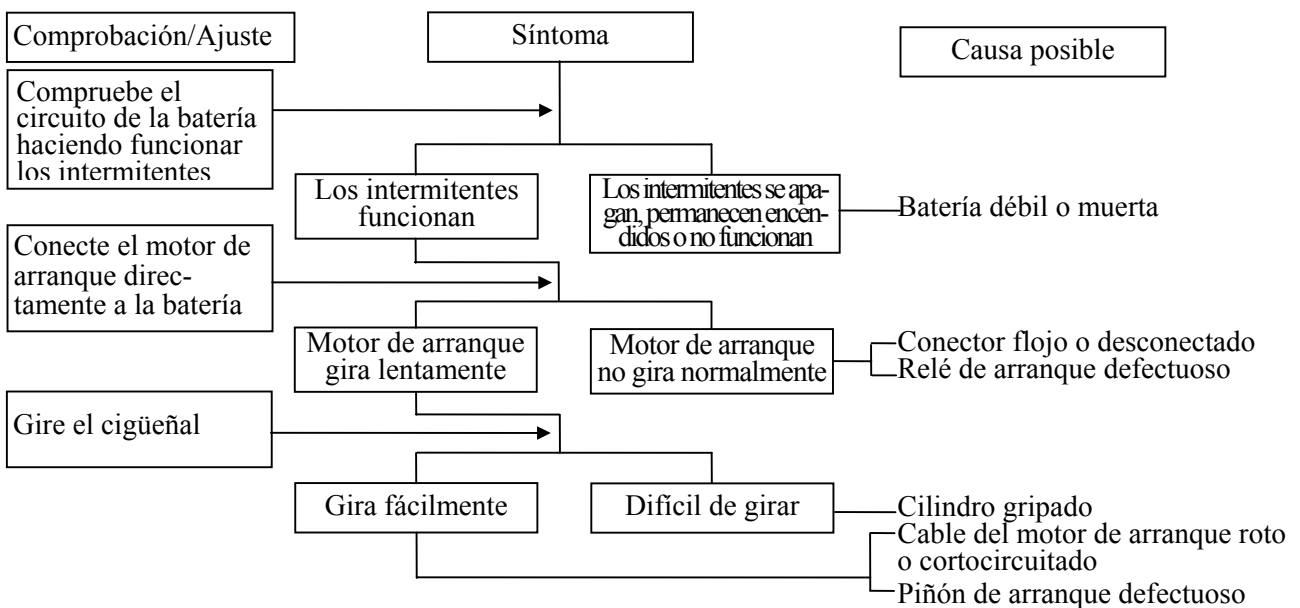 Comprobación/Ajuste
Síntoma
Causa posible
Compruebe el
circuito de la batería
haciendo funcionar
los intermitentes
Los intermitentes
funcionan
Los intermitentes se apa-
gan, permanecen encen-
didos o no funcionan
Batería débil o muerta
Conecte el motor de
arranque direc-
tamente a la batería
Motor de arranque
gira lentamente
Motor de arranque
no gira normalmente
Conector flojo o desconectado
Relé de arranque defectuoso
Gire el cigüeñal
Gira fácilmente
Difícil de girar
Cilindro gripado
Cable del motor de arranque roto
o cortocircuitado
Piñón de arranque defectuoso